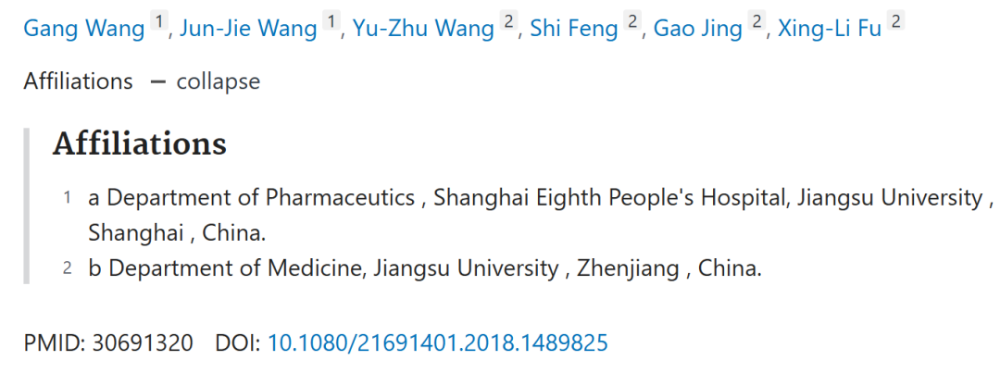 Gang Wang 1, Jun-Jie Wang 1, Yu-Zhu Wang 2, Shi Feng 2, Gao Jing 2, Xing-Li Fu 2
Affiliations — collapse
Affiliations
1 a Department of Pharmaceutics , Shanghai Eighth People's Hospital, Jiangsu University ,
Shanghai , China.
2 b Department of Medicine, Jiangsu University , Zhenjiang , China.
PMID: 30691320 DOI: 10.1080/21691401.2018.1489825